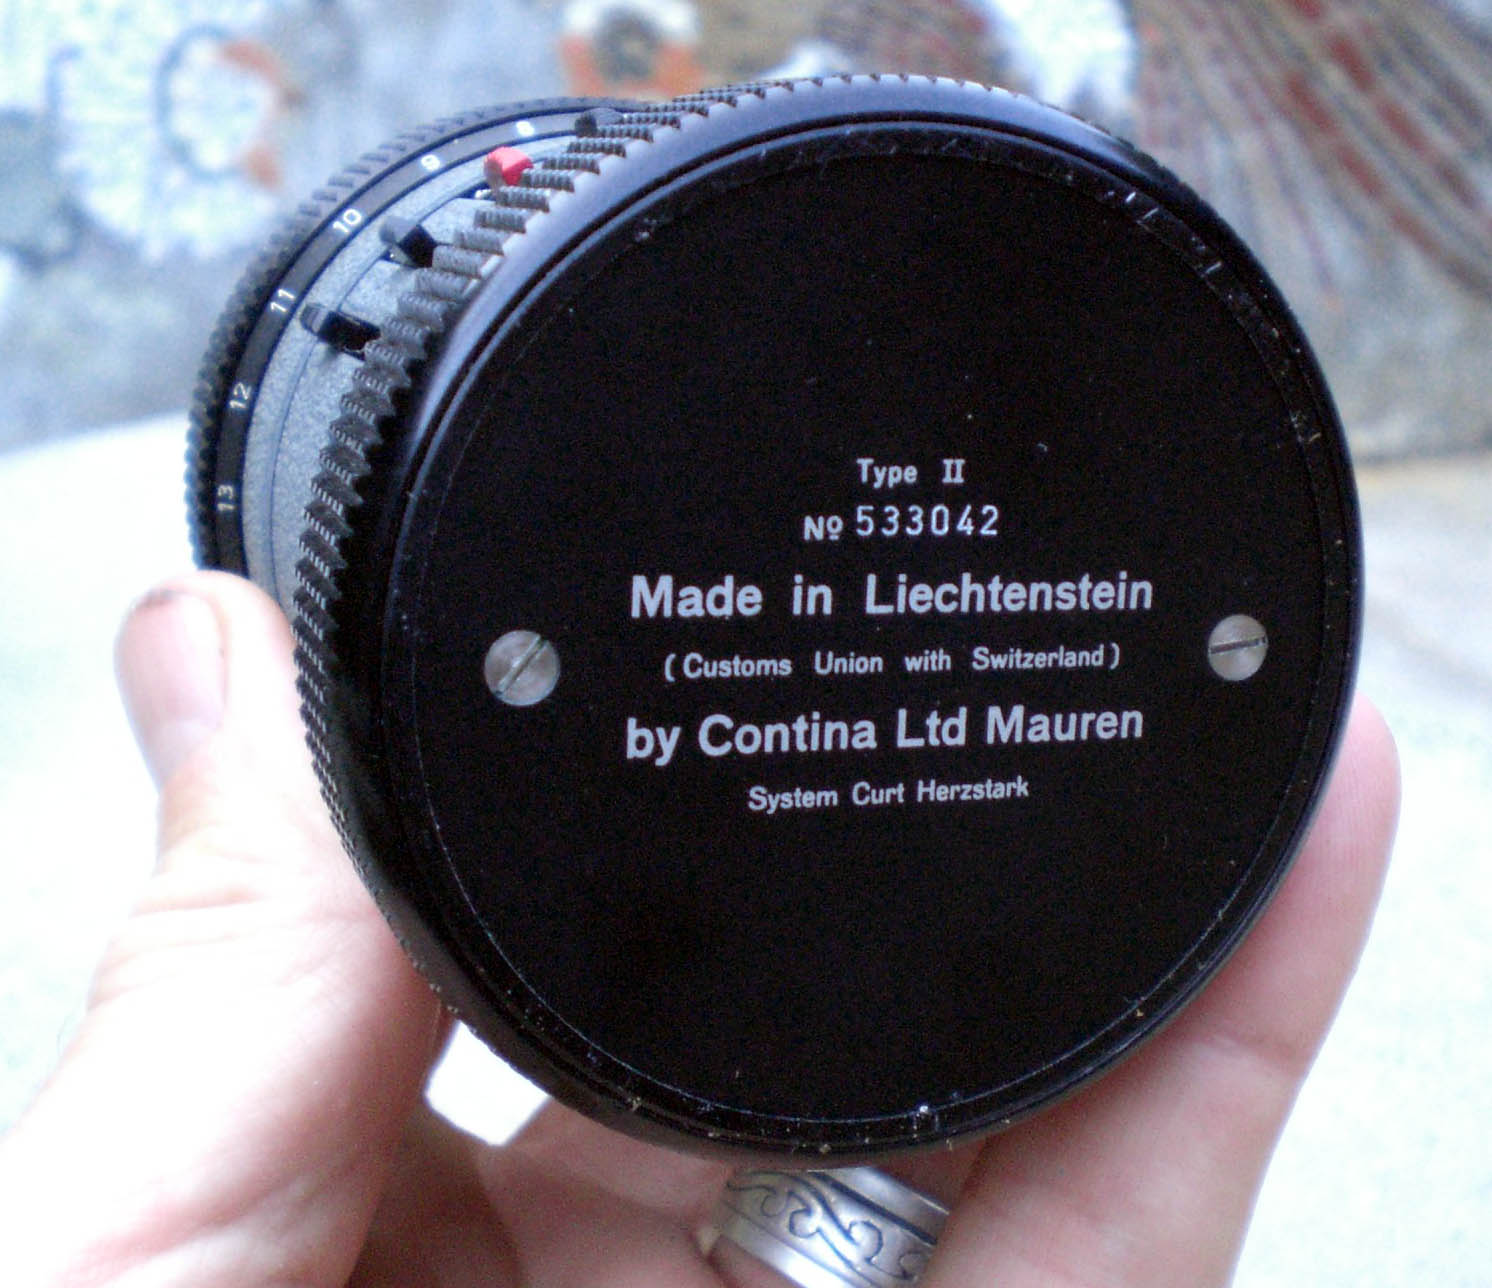 8
9
10
11
12
13
Type II
Nº 533042
Made in Liechtenstein
(Customs Union with Switzerland)
by Contina Ltd Mauren
System Curt Herzstark